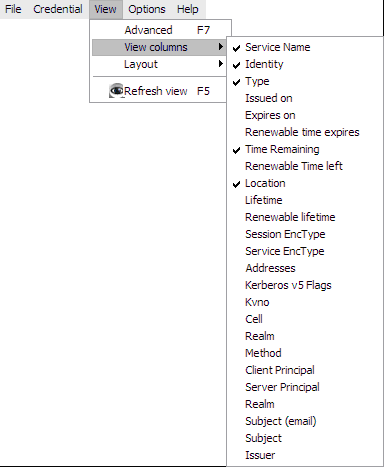 File Credential View Options Help
Advanced F7
View columns
Layout
Refresh view F5
Service Name
Identity
Type
Issued on
Expires on
Renewable time expires
Time Remaining
Renewable Time left
Location
Lifetime
Renewable lifetime
Session EncType
Service EncType
Addresses
Kerberos v5 Flags
Kvno
Cell
Realm
Method
Client Principal
Server Principal
Realm
Subject (email)
Subject
Issuer